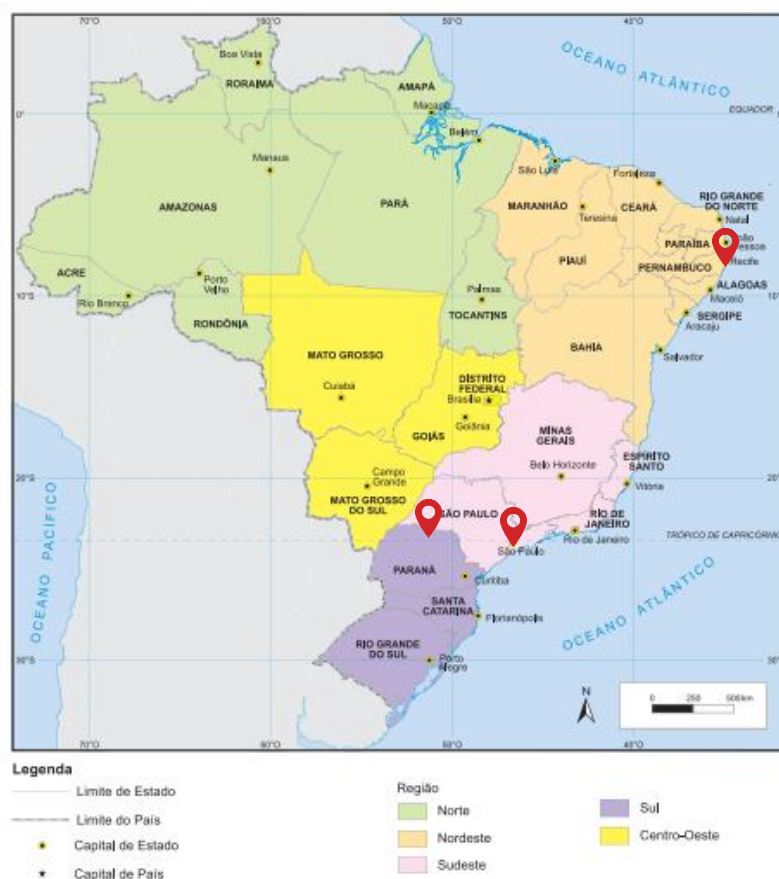 70°O
40°O
Boa Vista
RORAIMA
AMAPÁ
Macapá
OCEANO ATLÂNTICO
EQUADOR
0°
0°
Belém
São Luís
Fortaleza
Manaus
AMAZONAS
PARÁ
MARANHÃO
Teresina
CEARÁ
RIO GRANDE
DO NORTE
Natal
PARAÍBA
PIAUÍ
PERNAMBUCO
Recife
ACRE
Porto
Velho
Rio Branco
10°S
10°S
RONDÔNIA
Palmas
TOCANTINS
ALAGOAS
Maceió
SERGIPE
Aracaju
BAHIA
Salvador
MATO GROSSO
Cuiabá
DISTRITO
FEDERAL
Brasília
Goiânia
GOIÁS
MINAS
GERAIS
Belo Horizonte
ESPÍRITO
SANTO
Vitória
20°S
20°S
Campo
Grande
MATO GROSSO
DO SUL
SÃO PAULO
São Paulo
RIO DE
JANEIRO
Rio de Janeiro
TRÓPICO DE CAPRICÓRNIO
OCEANO PACÍFICO
PARANÁ
Curitiba
SANTA
CATARINA
Florianópolis
OCEANO ATLÂNTICO
RIO GRANDE
DO SUL
Porto
Alegre
30°S
N
0 250 500km
70°O
40°O
Legenda
Limite de Estado
Limite do País
Capital de Estado
Capital de País
Região
Norte
Nordeste
Sudeste
Sul
Centro-Oeste